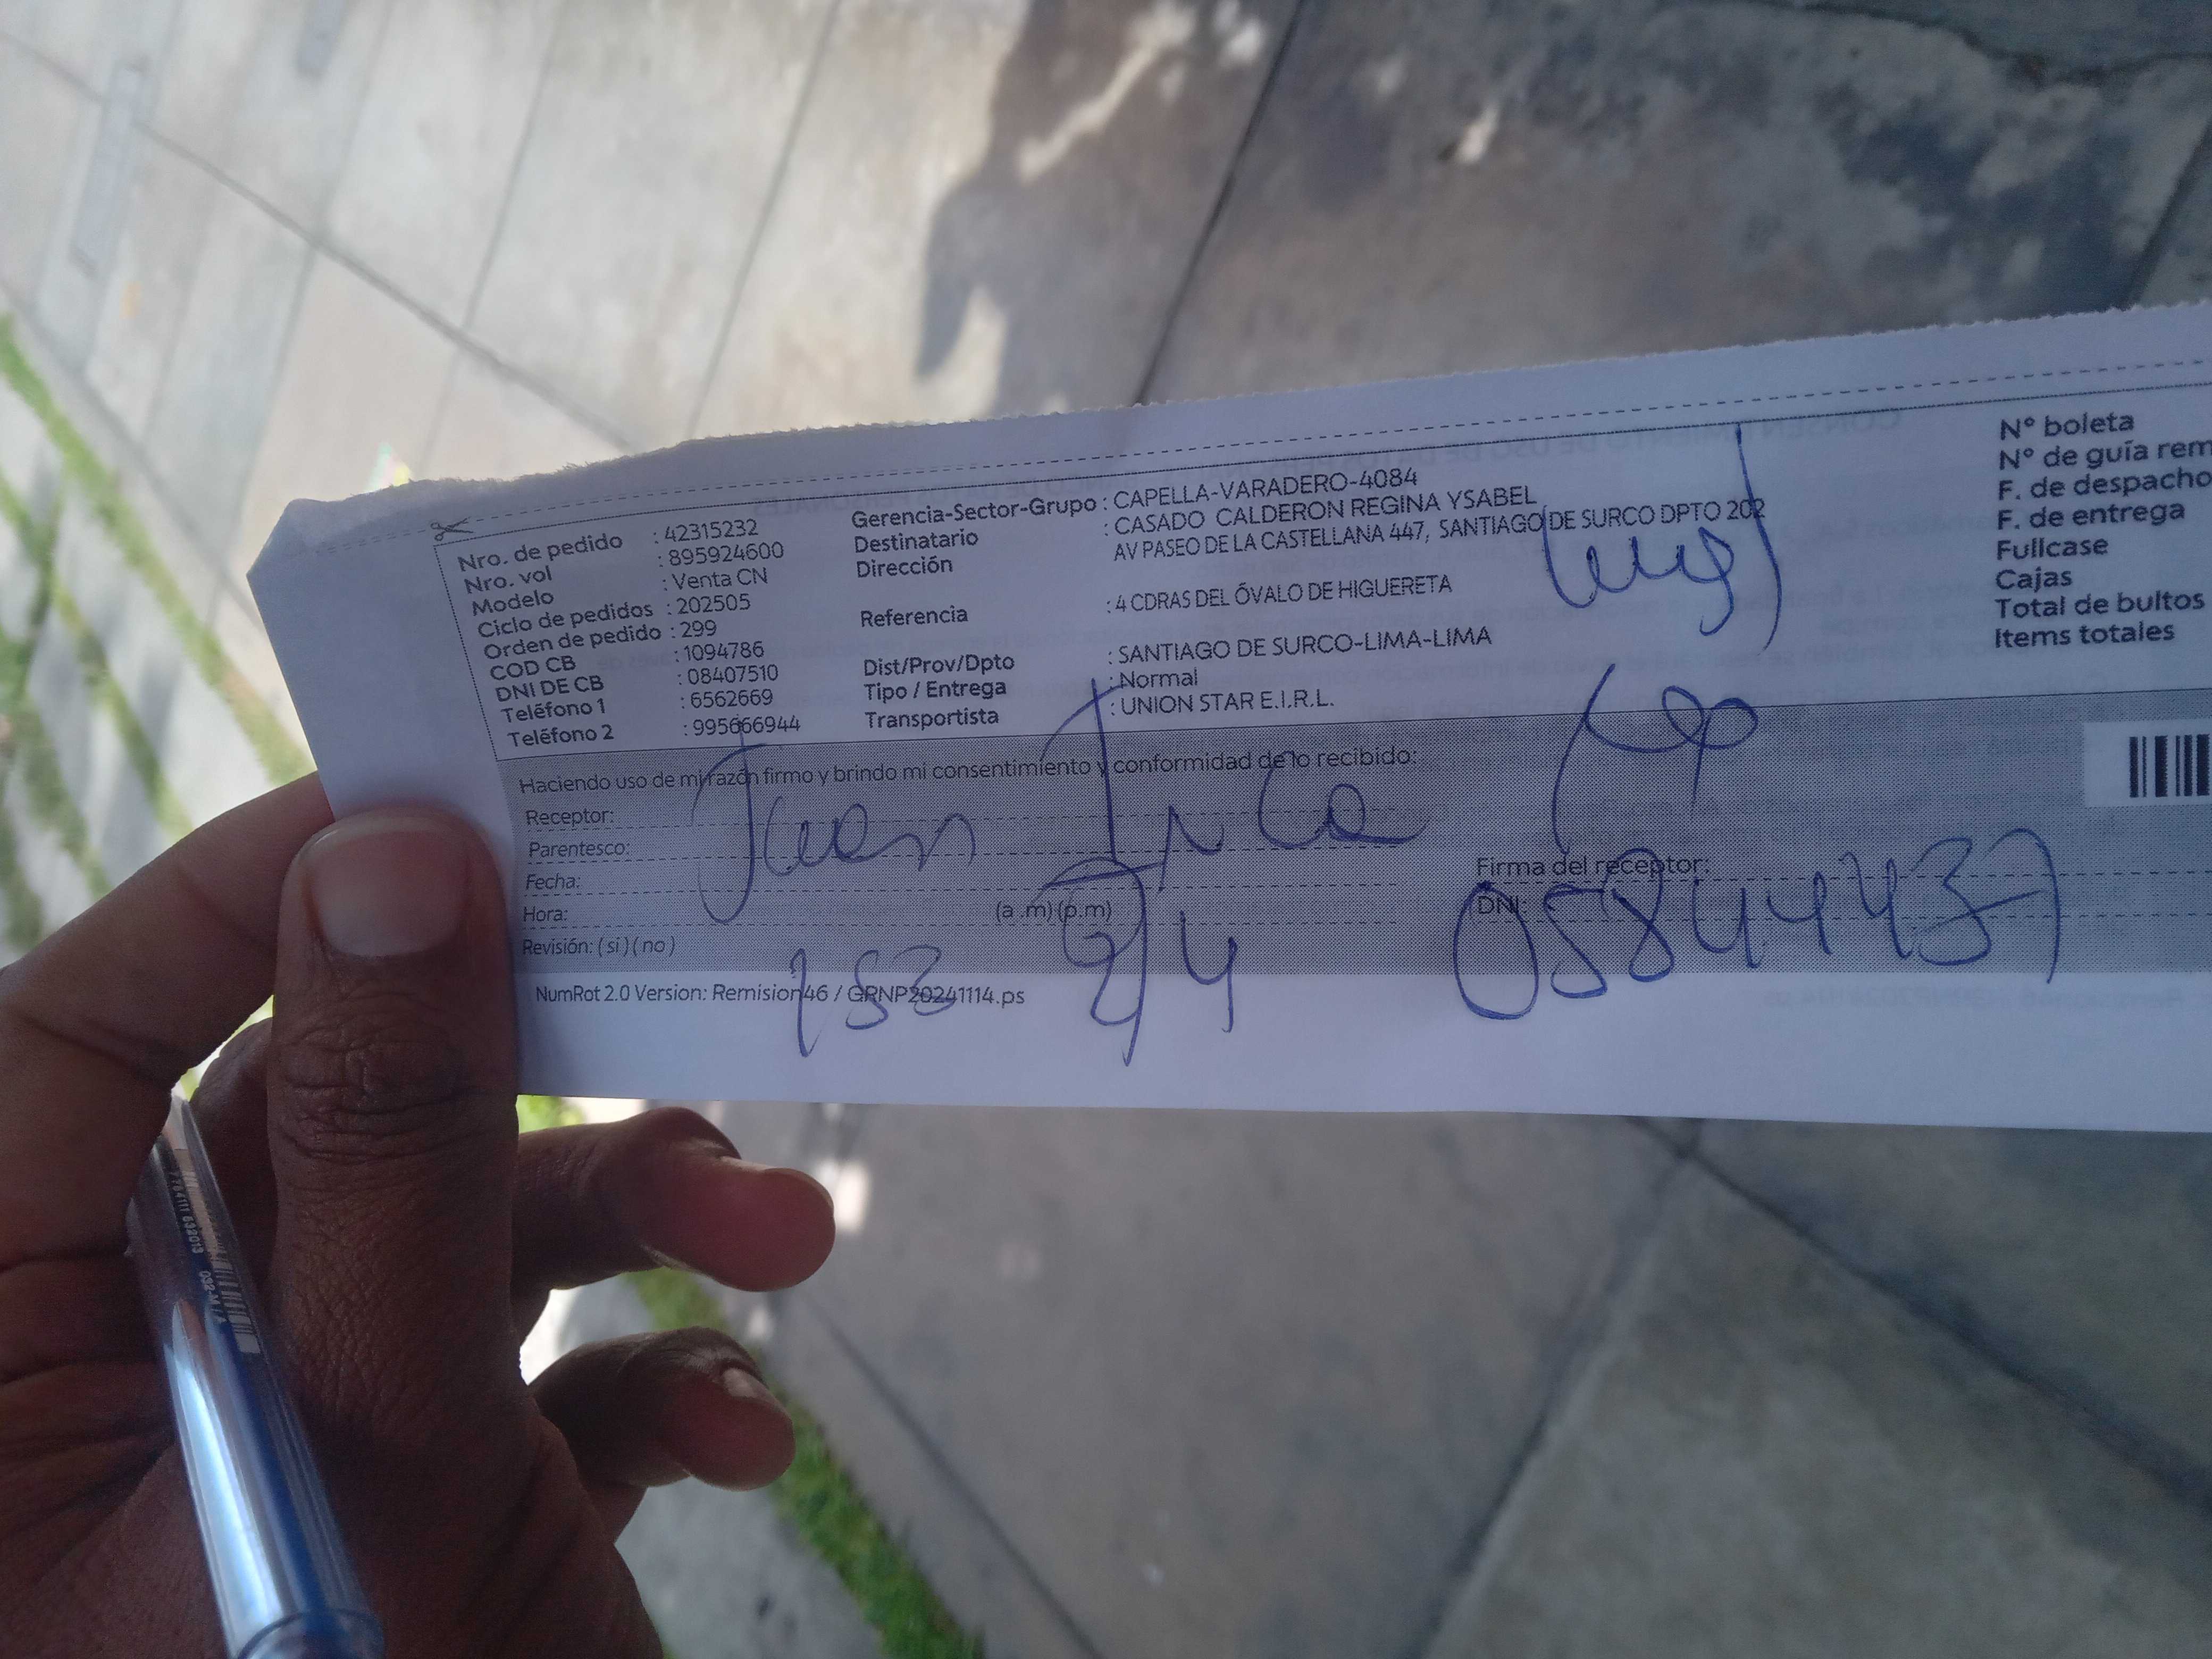 Nro. de pedido : 42315232
Nro. vol : 895924600
Modelo : Venta CN
Ciclo de pedidos : 202505
Orden de pedido : 299
COD CB : 1094786
DNI DE CB : 08407510
Teléfono 1 : 6562669
Teléfono 2 : 995666944
Gerencia-Sector-Grupo : CAPELLA-VARADERO-4084
Destinatario : CASADO CALDERON REGINA YSABEL
Dirección AV PASEO DE LA CASTELLANA 447, SANTIAGO DE SURCO DPTO 202
Referencia : 4 CDRAS DEL ÓVALO DE HIGUERETA
Dist/Prov/Dpto : SANTIAGO DE SURCO-LIMA-LIMA
Tipo / Entrega : Normal
Transportista : UNION STAR E.I.R.L.
Nº boleta
Nº de guía rem
F. de despacho
F. de entrega
Fullcase
Cajas
Total de bultos
Items totales
Haciendo uso de mi razón firmo y brindo mi consentimiento y conformidad de lo recibido:
Receptor:
Juan Inca
Parentesco:
Fecha:
Hora: (a .m) (p.m)
Revisión: (si) (no)
Firma del receptor:
DNI: 05844437
153 2/4
NumRot 2.0 Version: Remision46 / GRNP20241114.ps